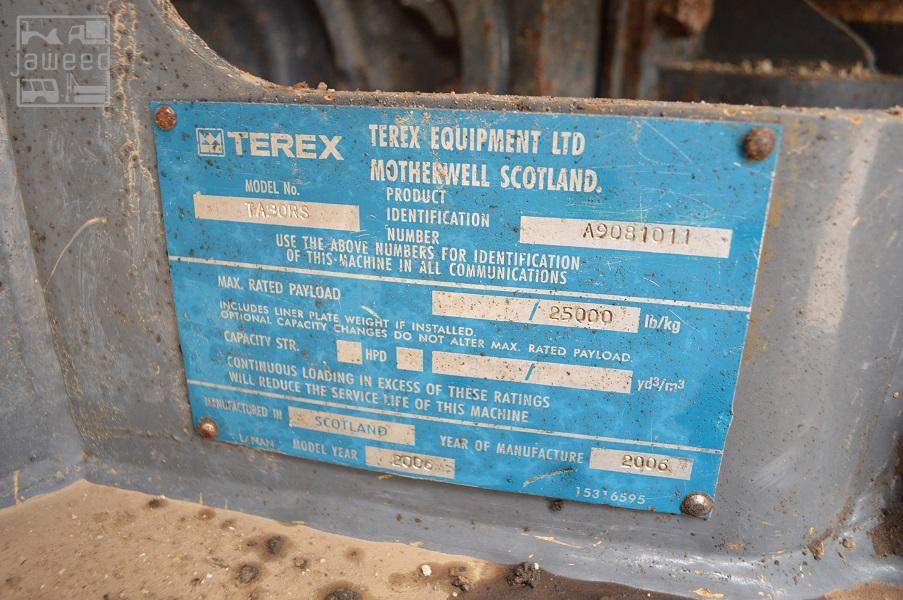 jaweed
TEREX
TEREX EQUIPMENT LTD
MOTHERWELL SCOTLAND.
MODEL No.
TA30RS
PRODUCT
IDENTIFICATION
NUMBER
A9081011
USE THE ABOVE NUMBERS FOR IDENTIFICATION
OF THIS MACHINE IN ALL COMMUNICATIONS
MAX. RATED PAYLOAD
/ 25000 lb/kg
INCLUDES LINER PLATE WEIGHT IF INSTALLED.
OPTIONAL CAPACITY CHANGES DO NOT ALTER MAX. RATED PAYLOAD.
CAPACITY STR. HPD / yd³/m³
CONTINUOUS LOADING IN EXCESS OF THESE RATINGS
WILL REDUCE THE SERVICE LIFE OF THIS MACHINE
MANUFACTURED IN SCOTLAND
MODEL YEAR 2006
YEAR OF MANUFACTURE 2006
15316595